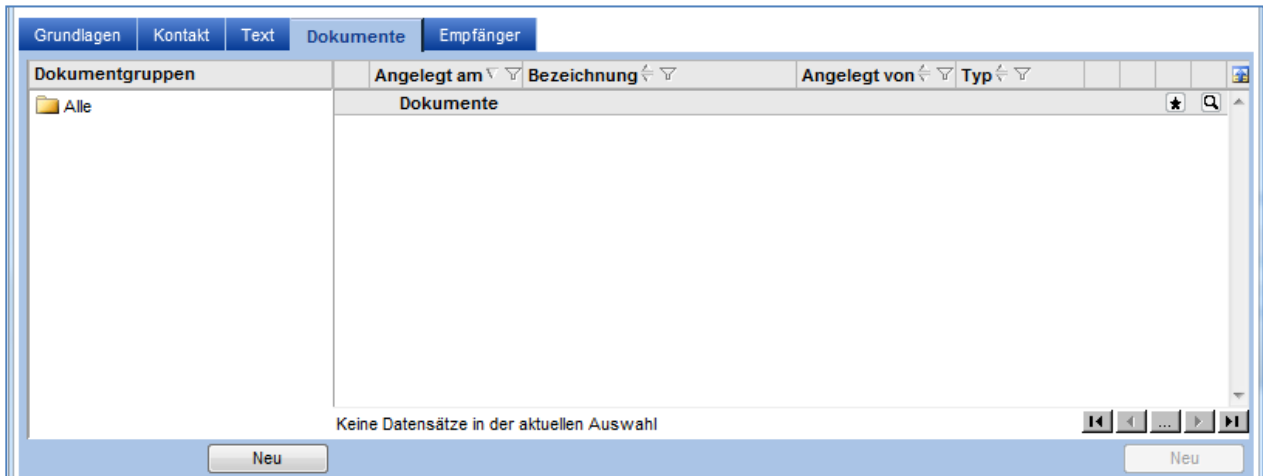 Grundlagen Kontakt Text Dokumente Empfänger
Dokumentgruppen Angelegt am Bezeichnung Angelegt von Typ
Alle Dokumente
Keine Datensätze in der aktuellen Auswahl ...
Neu Neu